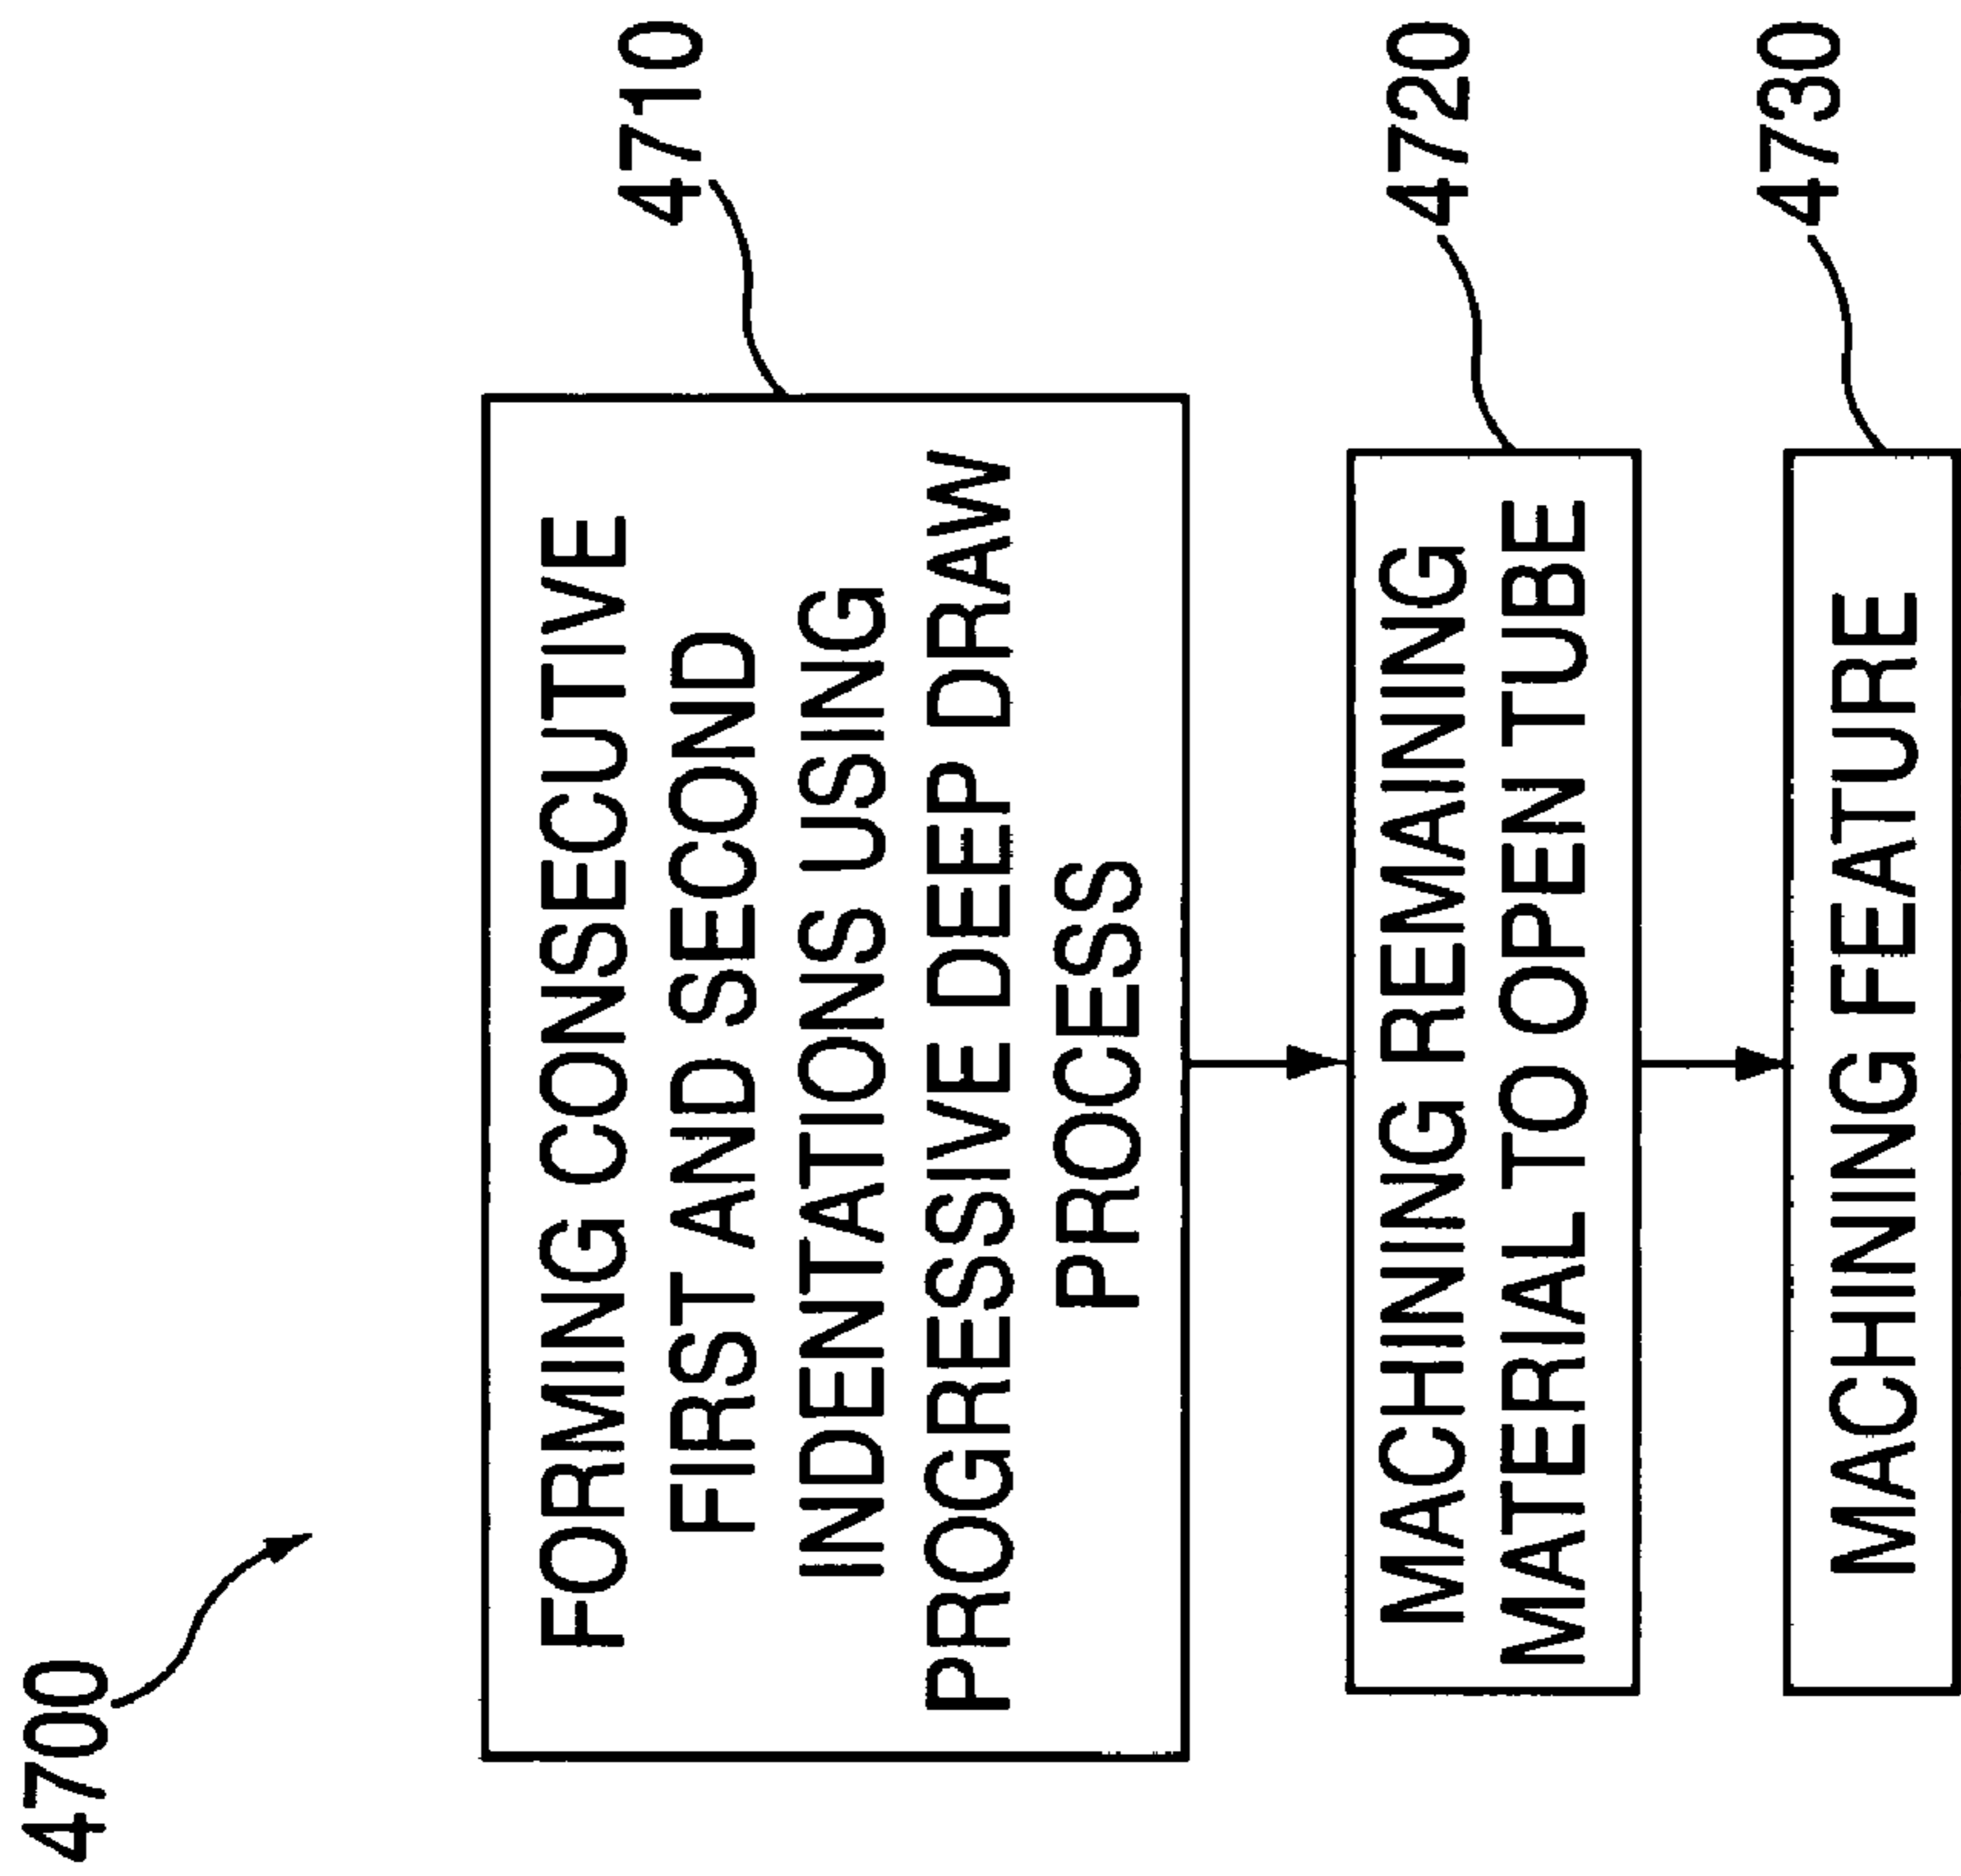 4700
FORMING CONSECUTIVE
FIRST AND SECOND
INDENTATIONS USING
PROGRESSIVE DEEP DRAW
PROCESS
4710
MACHINING REMAINING
MATERIAL TO OPEN TUBE
4720
MACHINING FEATURE
4730